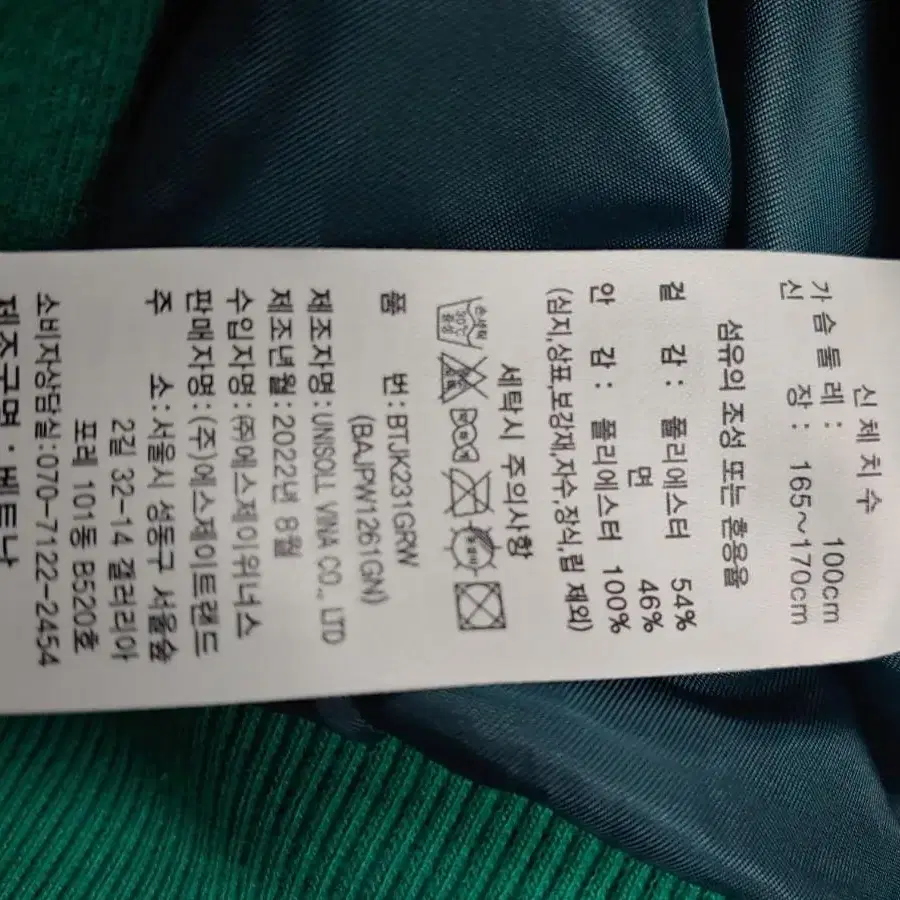 신체치수
가슴둘레: 100cm
신 장: 165~170cm
섬유의 조성 또는 혼용율
겉 감: 폴리에스터 54%
면 46%
안 감: 폴리에스터 100%
(심지,상표,보강재,자수,장식,립 제외)
세탁시 주의사항
손세탁
30℃
중성
품 번: BTJK231GRW
(BAJPW1261GN)
제조자명: UNISOLL VINA CO., LTD
제조년월: 2022년 8월
수입자명: (주)에스제이위너스
판매자명: (주)에스제이트랜드
주 소: 서울시 성동구 서울숲
2길 32-14 갤러리아
포레 101동 B520호
소비자상담실: 070-7122-2454
제조국명: 베트남